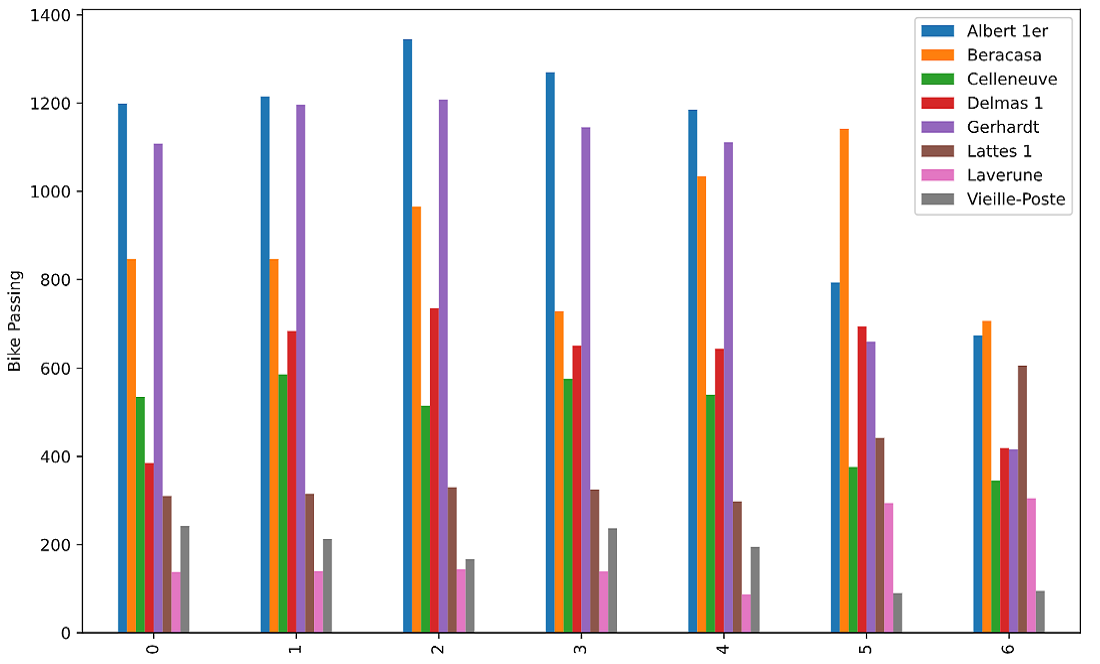 1400
1200
1000
800
600
400
200
0
Bike Passing
Albert 1er
Beracasa
Celleneuve
Delmas 1
Gerhardt
Lattes 1
Laverune
Vieille-Poste
0
1
2
3
4
5
6